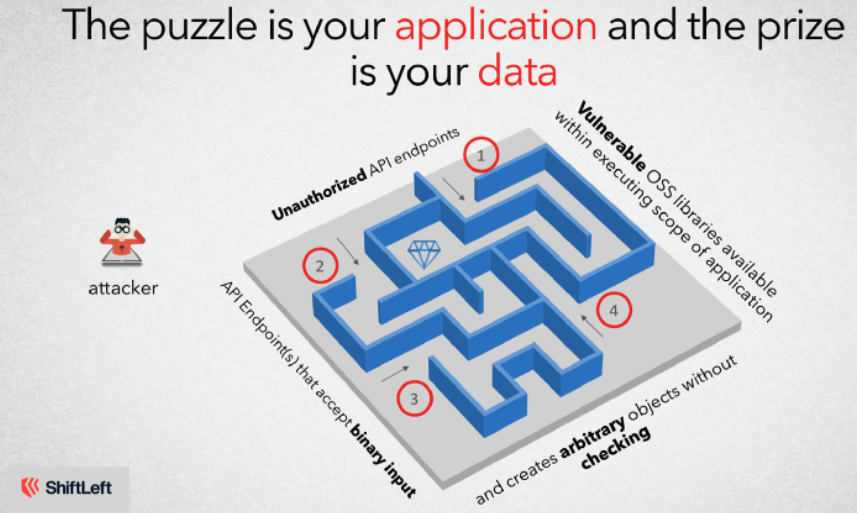 The puzzle is your application and the prize
is your data
Unauthorized API endpoints
1
Vulnerable OSS libraries available
within executing scope of application
2
attacker
API Endpoint(s) that accept binary input
4
3
and creates arbitrary objects without
checking
ShiftLeft